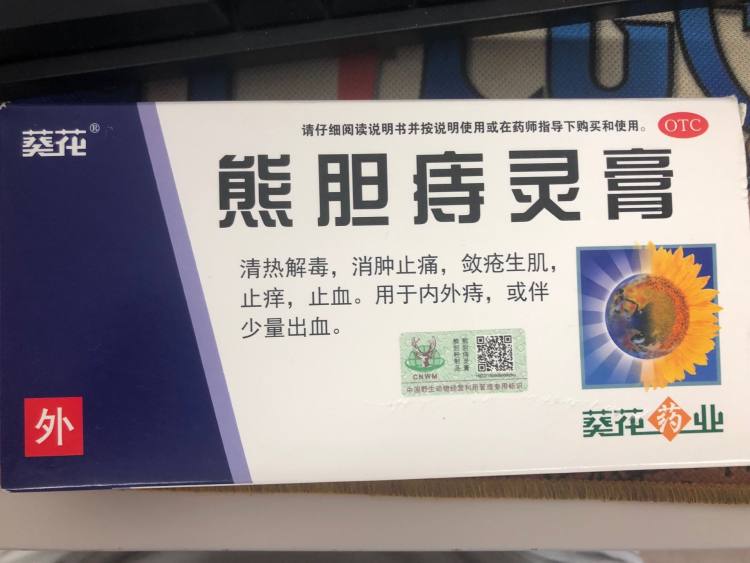 葵花®
请仔细阅读说明书并按说明使用或在药师指导下购买和使用。
OTC
熊胆痔灵膏
清热解毒，消肿止痛，敛疮生肌，
止痒，止血。用于内外痔，或伴
少量出血。
CNWM
中国野生动物经营利用管理专用标识
外
葵花药业